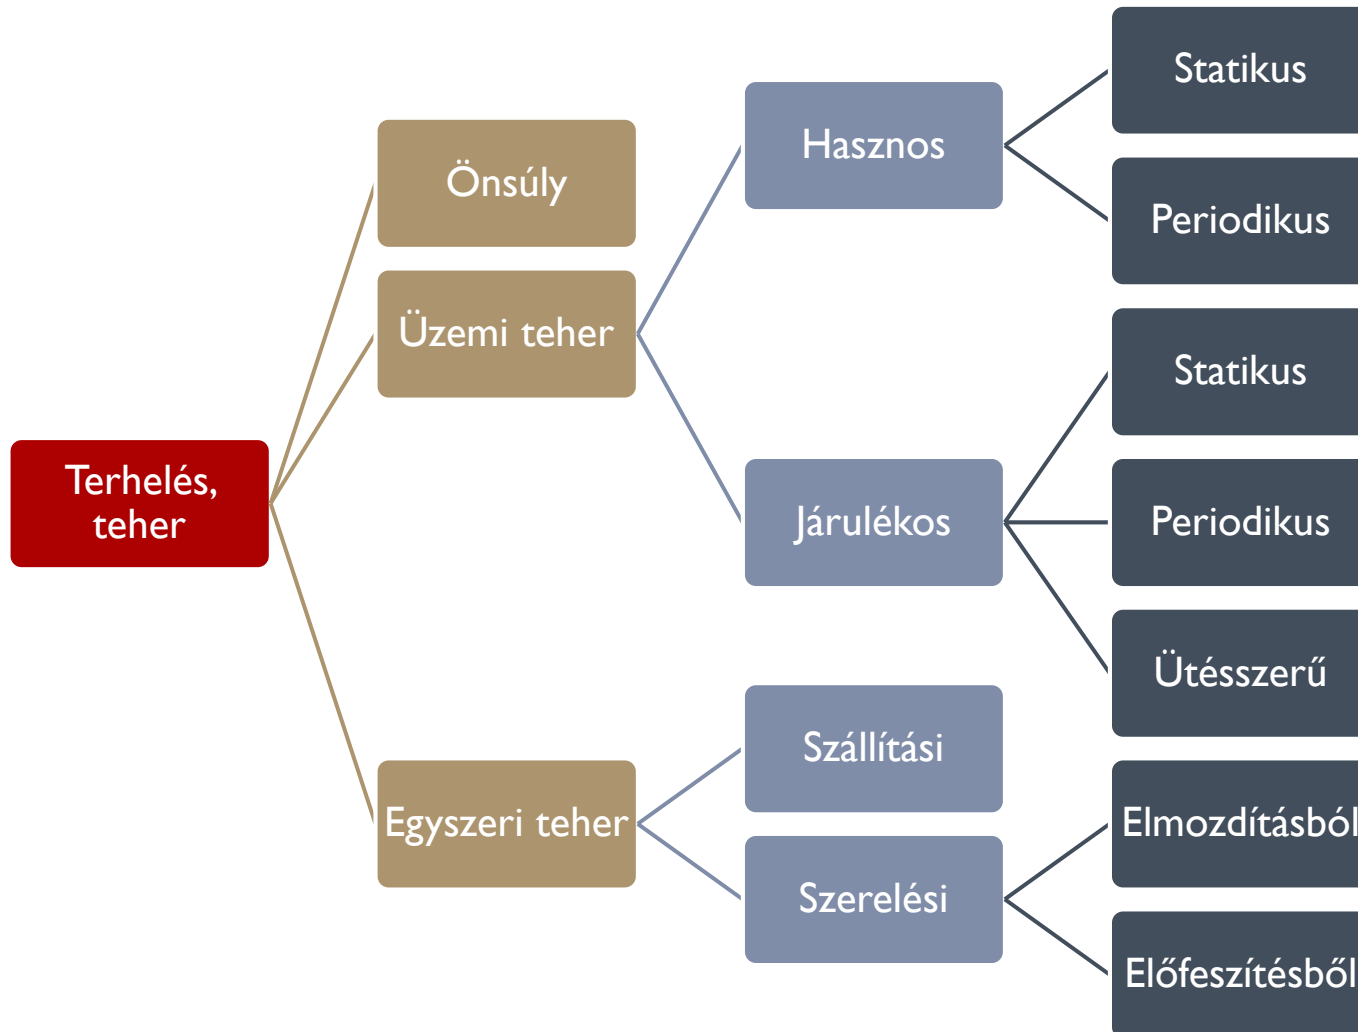 Terhelés,
teher
Önsúly
Üzemi teher
Hasznos
Statikus
Periodikus
Járulékos
Statikus
Periodikus
Ütésszerű
Egyszeri teher
Szállítási
Szerelési
Elmozdításból
Előfeszítésből